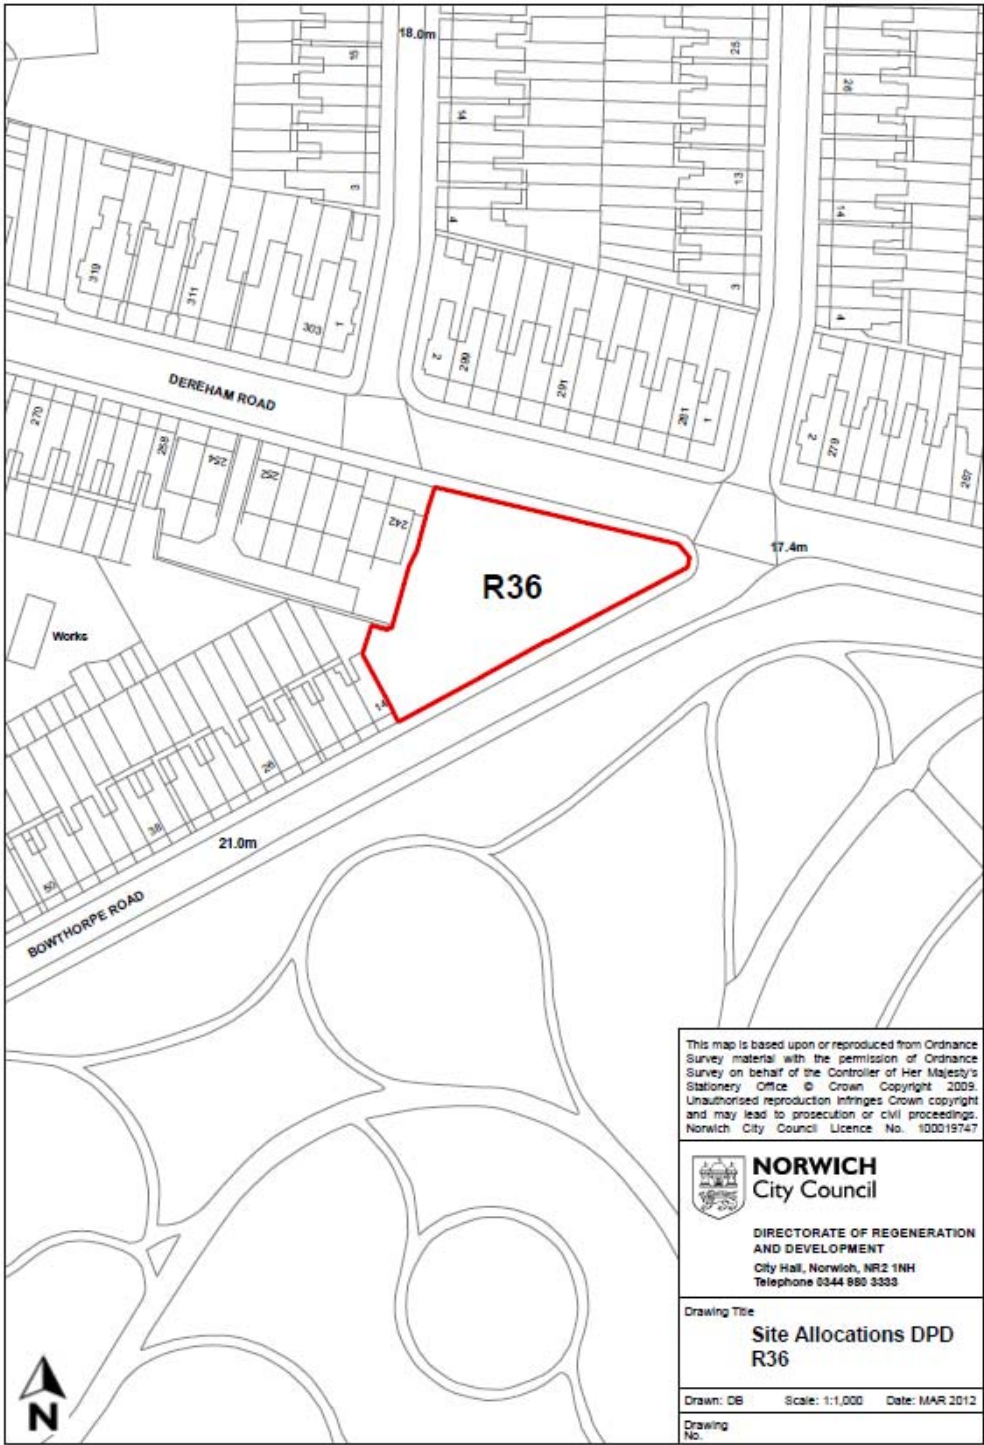 18.0m
15
25
26
14
3
13
4
14
3
319
311
303
1
4
2
299
291
281
1
2
279
267
DEREHAM ROAD
270
258
254
252
242
17.4m
R36
Works
14
26
38
50
21.0m
BOWTHORPE ROAD
This map is based upon or reproduced from Ordnance
Survey material with the permission of Ordnance
Survey on behalf of the Controller of Her Majesty's
Stationery Office © Crown Copyright 2009.
Unauthorised reproduction infringes Crown copyright
and may lead to prosecution or civil proceedings.
Norwich City Council Licence No. 100019747
NORWICH
City Council
DIRECTORATE OF REGENERATION
AND DEVELOPMENT
City Hall, Norwich, NR2 1NH
Telephone 0344 980 3333
Drawing Title
Site Allocations DPD
R36
Drawn: DB Scale: 1:1,000 Date: MAR 2012
Drawing
No.
N